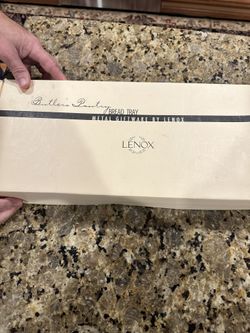 Butler's Pantry
BREAD TRAY
METAL GIFTWARE BY LENOX
LENOX